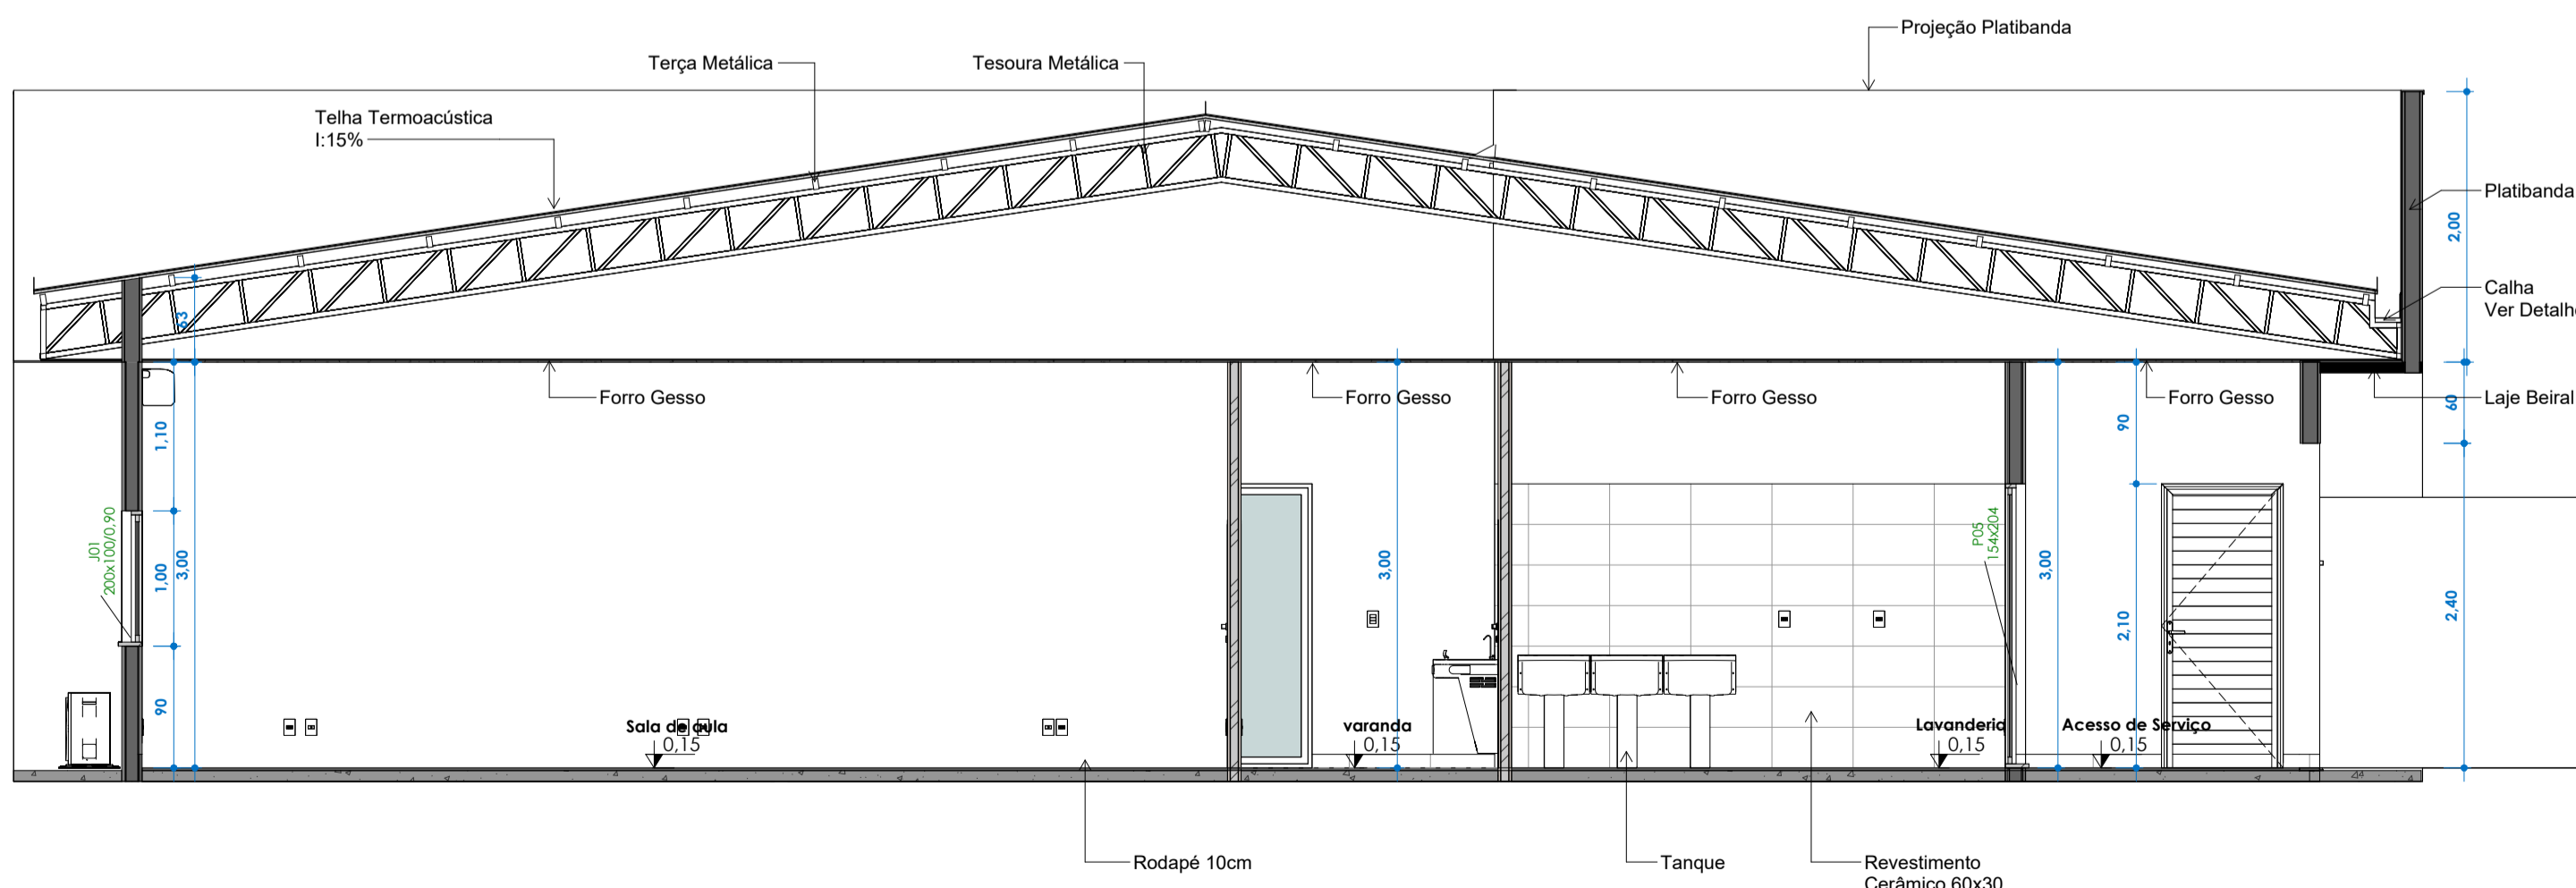 Projeção Platibanda
Terça Metálica
Tesoura Metálica
Telha Termoacústica
I:15%
Platibanda
2,00
Calha
Ver Detalh
63
Forro Gesso
Forro Gesso
Forro Gesso
Forro Gesso
Laje Beiral
60
1,10
90
J01
200x100/0,90
1,00
3,00
3,00
P05
154x204
3,00
2,10
2,40
90
Sala de aula
0,15
varanda
0,15
Lavanderia
0,15
Acesso de Serviço
0,15
Rodapé 10cm
Tanque
Revestimento
Cerâmico 60x30